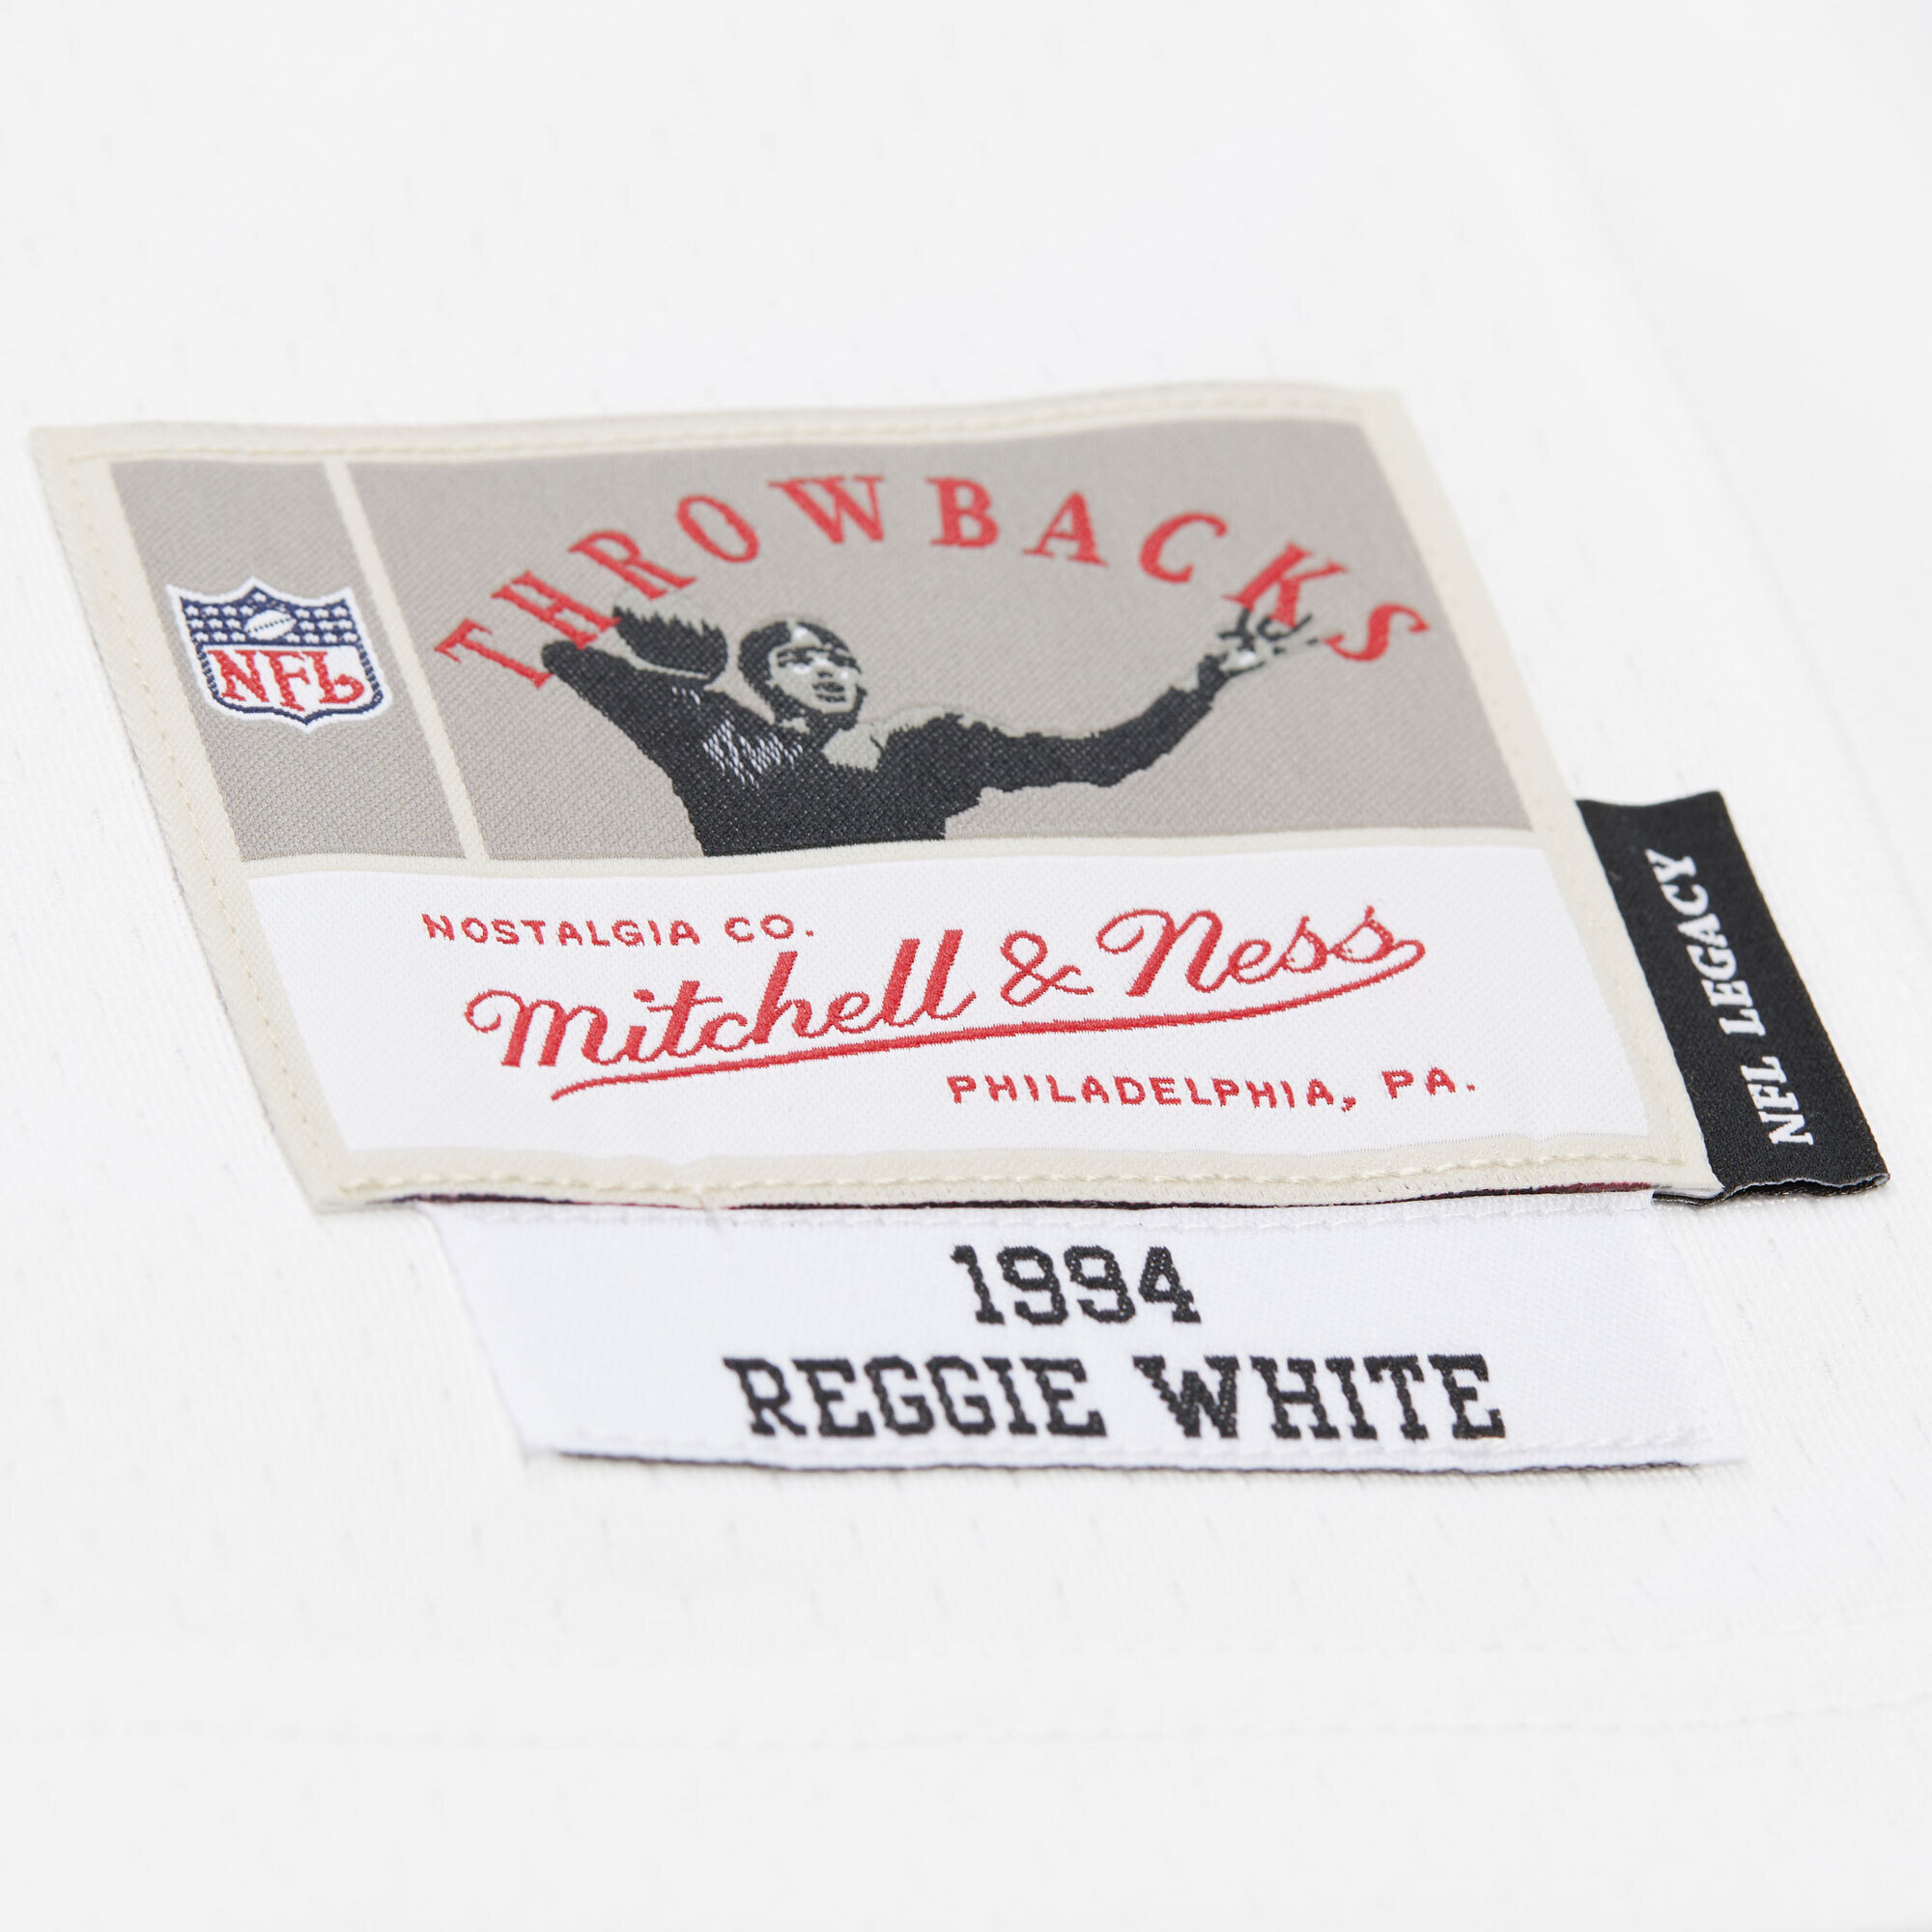 THROWBACKS
NFL
NOSTALGIA CO.
Mitchell & Ness
PHILADELPHIA, PA.
NFL LEGACY
1994
REGGIE WHITE